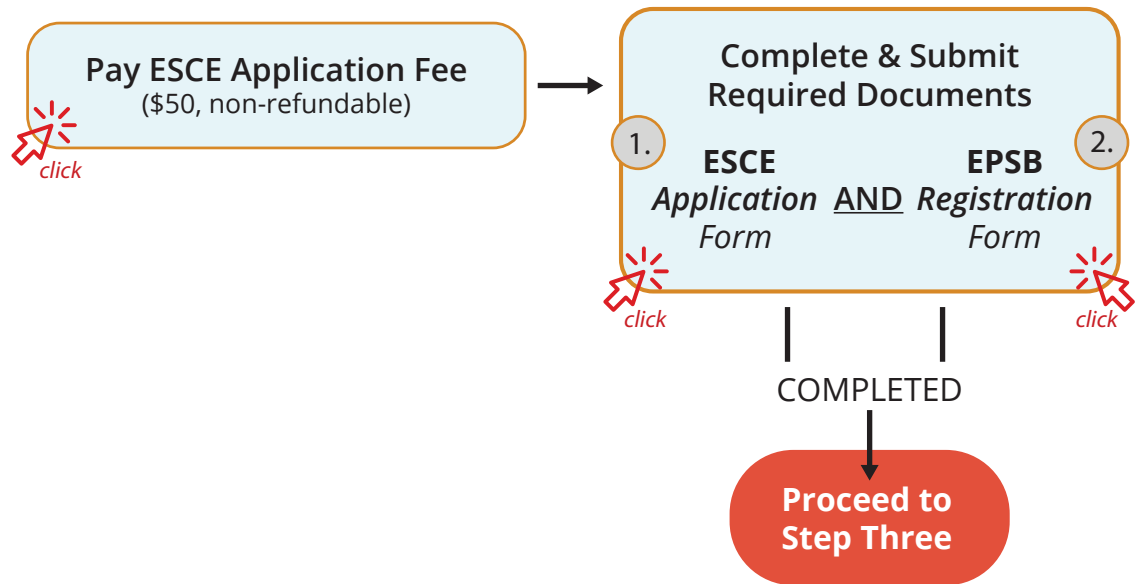 Pay ESCE Application Fee
($50, non-refundable)
click
Complete & Submit
Required Documents
1.
ESCE
Application
Form
AND
2.
EPSB
Registration
Form
click
click
COMPLETED
Proceed to
Step Three